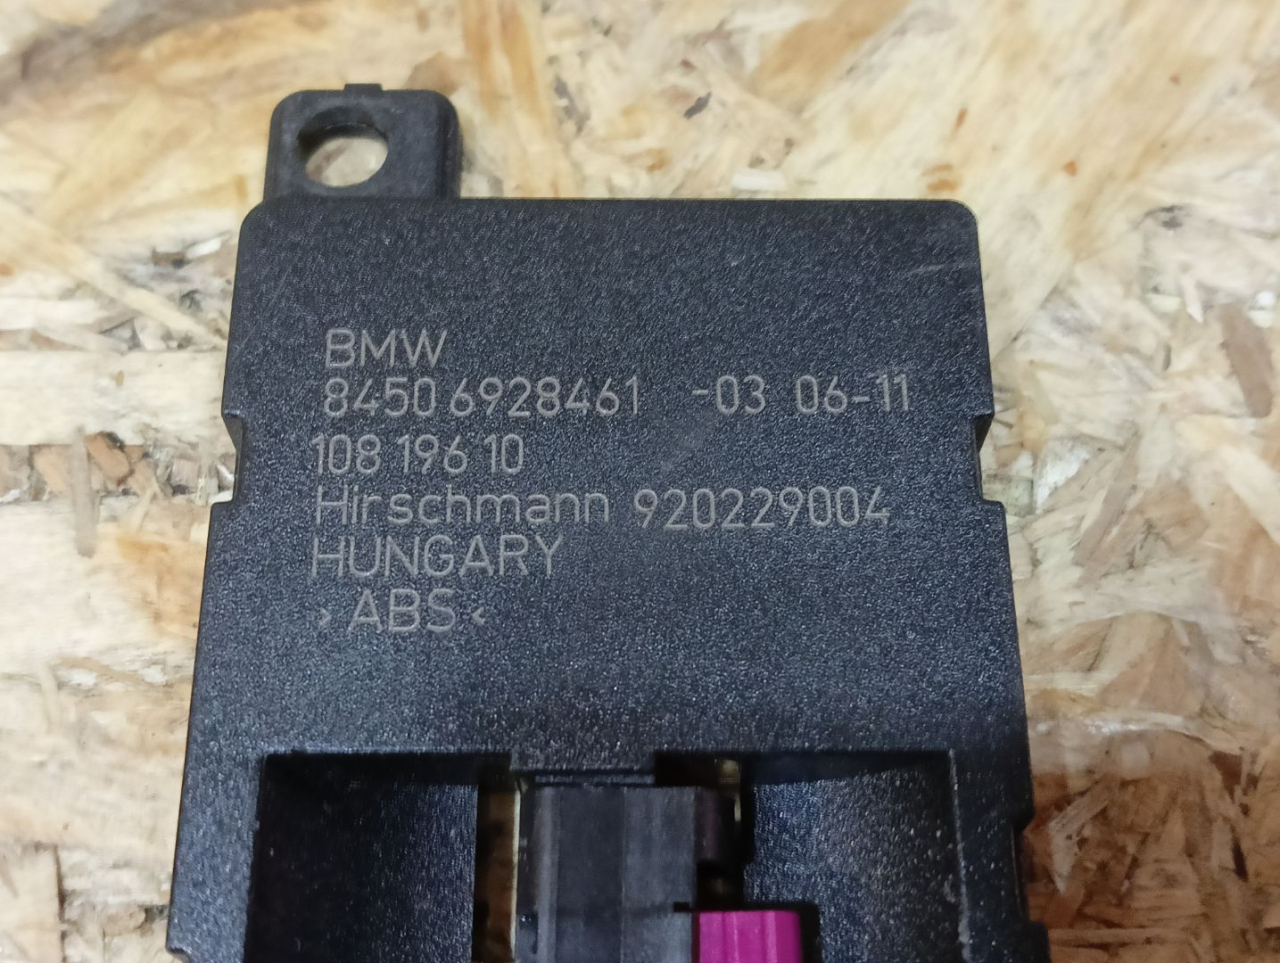 BMW
8450 6928461 -03 06-11
108 196 10
Hirschmann 920229004
HUNGARY
>ABS<